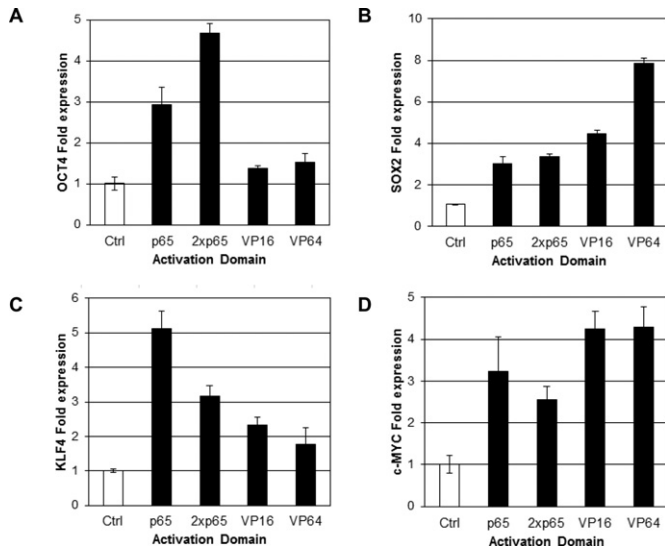 A
OCT4 Fold expression
5
4
3
2
1
0
Ctrl p65 2xp65 VP16 VP64
Activation Domain
B
SOX2 Fold expression
10
8
6
4
2
0
Ctrl p65 2xp65 VP16 VP64
Activation Domain
C
KLF4 Fold expression
6
5
4
3
2
1
0
Ctrl p65 2xp65 VP16 VP64
Activation Domain
D
c-MYC Fold expression
5
4
3
2
1
0
Ctrl p65 2xp65 VP16 VP64
Activation Domain